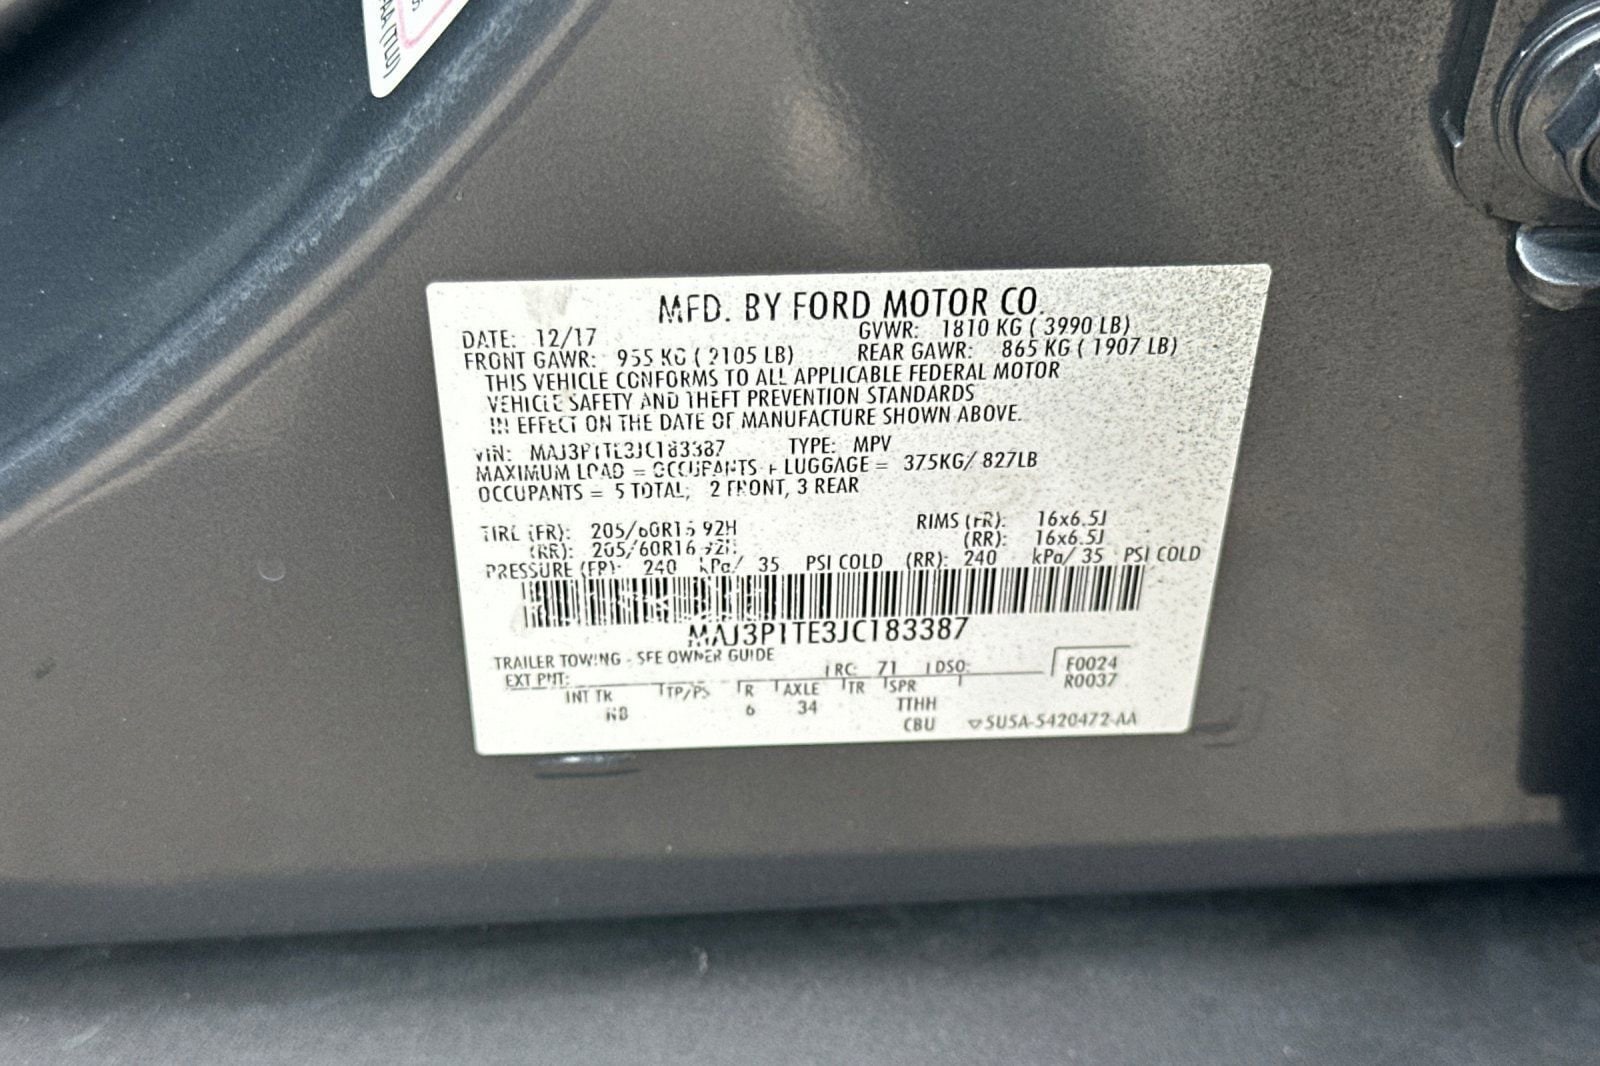 AA (TLU)
MFD. BY FORD MOTOR CO.
DATE: 12/17 GVWR: 1810 KG ( 3990 LB)
FRONT GAWR: 955 KG ( 2105 LB) REAR GAWR: 865 KG ( 1907 LB)
THIS VEHICLE CONFORMS TO ALL APPLICABLE FEDERAL MOTOR
VEHICLE SAFETY AND THEFT PREVENTION STANDARDS
IN EFFECT ON THE DATE OF MANUFACTURE SHOWN ABOVE.
VIN: MAJ3P1TE3JC183387 TYPE: MPV
MAXIMUM LOAD = OCCUPANTS + LUGGAGE = 375KG/ 827LB
OCCUPANTS = 5 TOTAL; 2 FRONT, 3 REAR
TIRE (FR): 205/60R16 92H RIMS (FR): 16x6.5J
(RR): 205/60R16 92H (RR): 16x6.5J
PRESSURE (FR): 240 kPa/ 35 PSI COLD (RR): 240 kPa/ 35 PSI COLD
MAJ3P1TE3JC183387
TRAILER TOWING - SEE OWNER GUIDE
EXT PNT: RC: 71 DSO: F0024
INT TK TP/PS R AXLE TR SPR R0037
6 34 TTHH
CBU 5U5A-5420472-AA